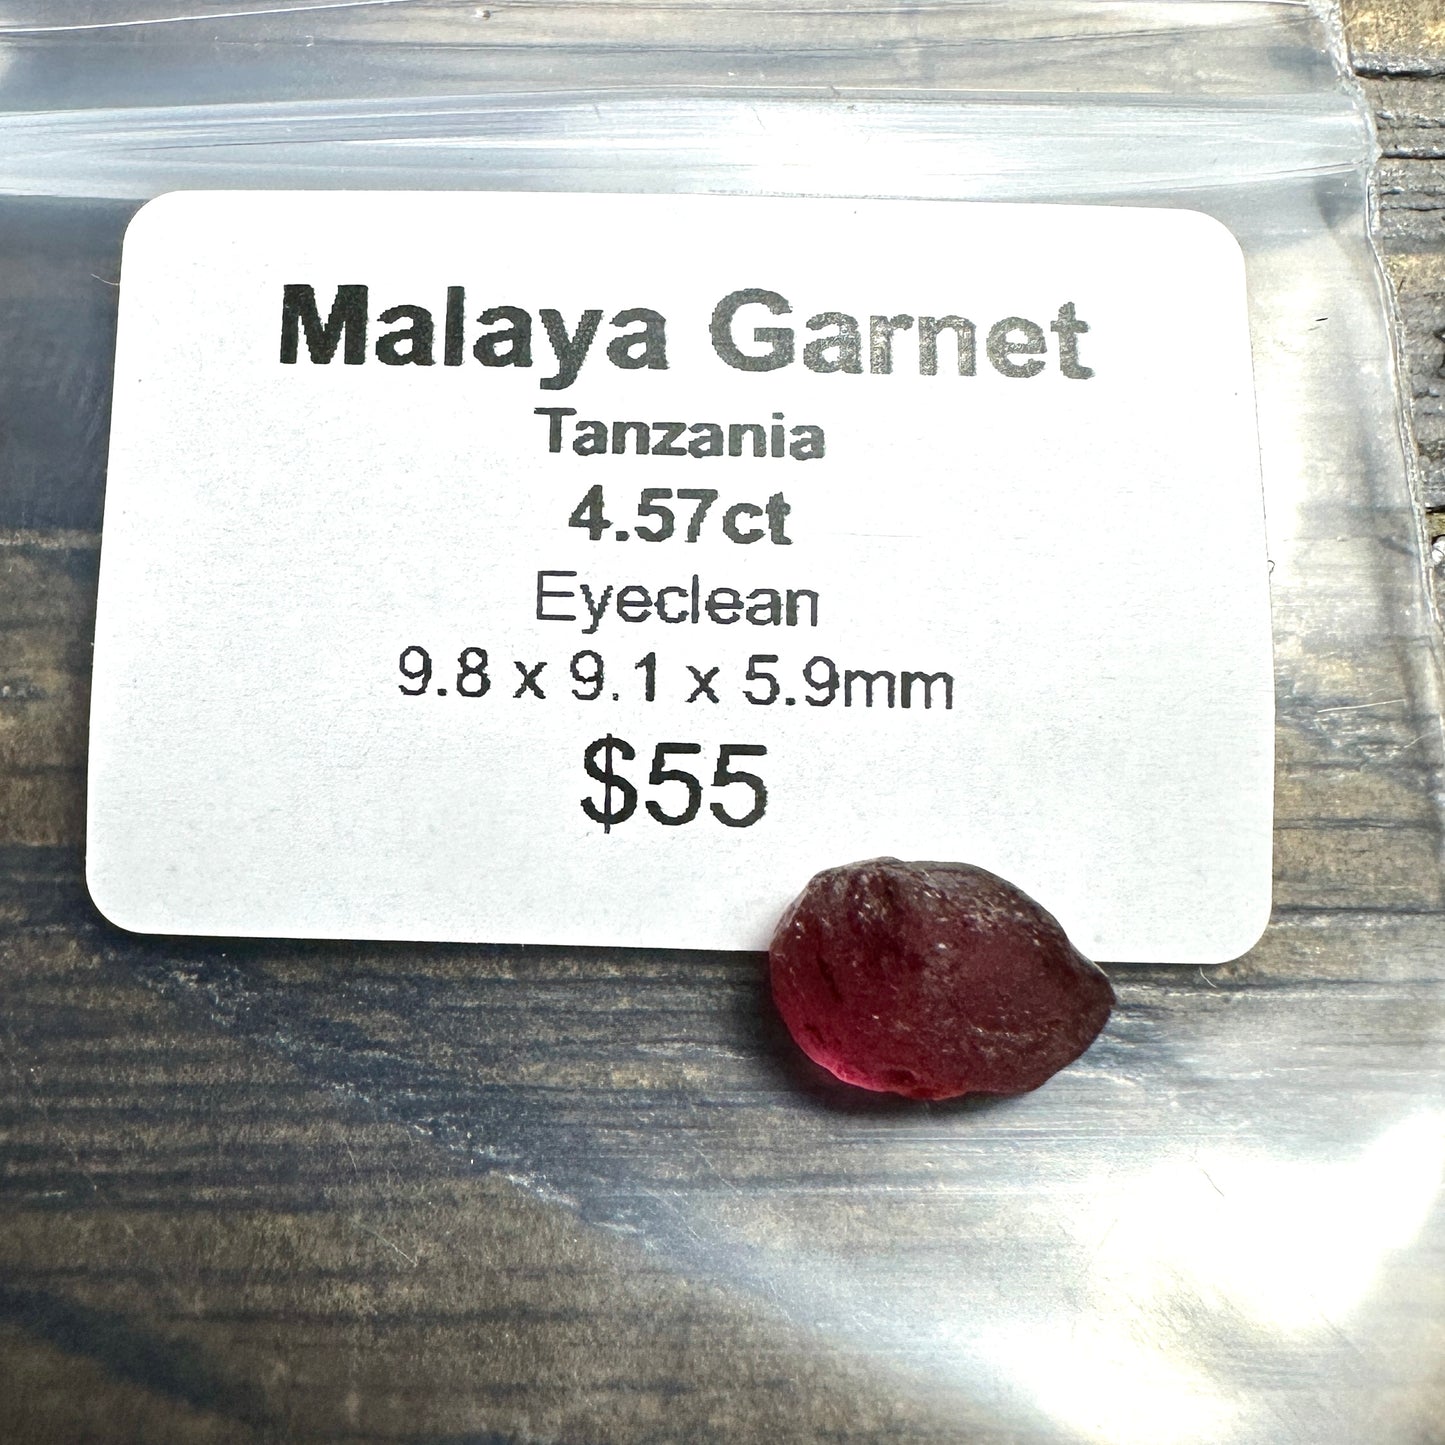 Malaya Garnet
Tanzania
4.57ct
Eyeclean
9.8 x 9.1 x 5.9mm
$55